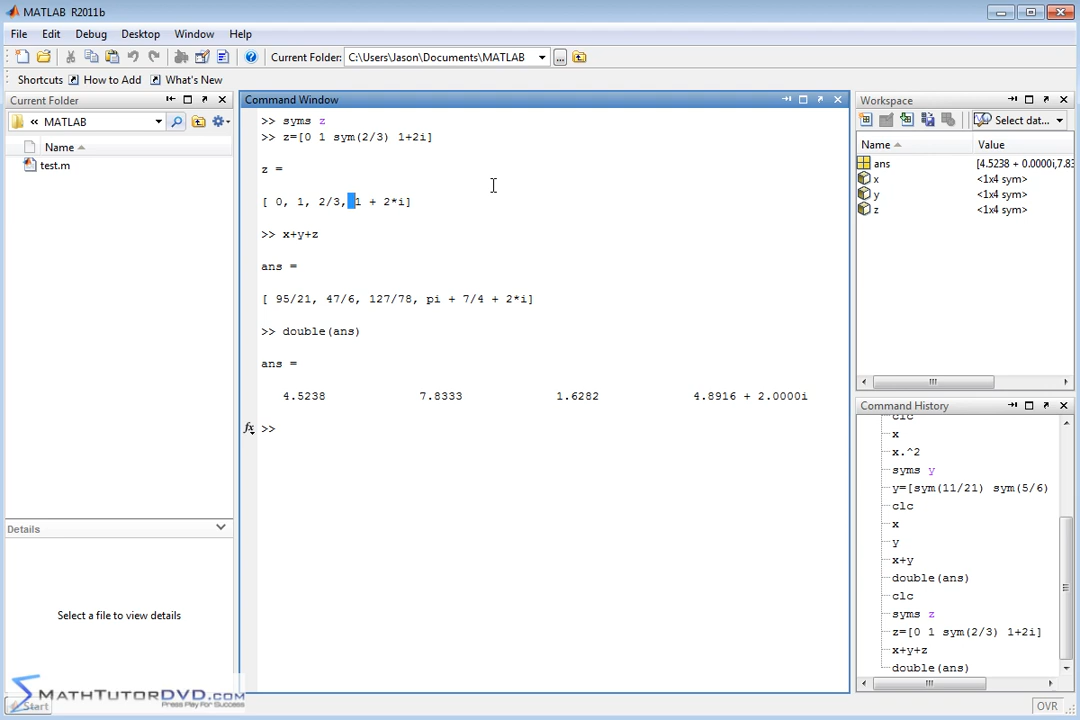 MATLAB R2011b
File Edit Debug Desktop Window Help
Current Folder: C:\Users\Jason\Documents\MATLAB ...
Shortcuts How to Add What's New
Current Folder
« MATLAB
Name
test.m
Details
Select a file to view details
Start
MATHTUTORDVD.COM
PRESS PLAY FOR SUCCESS
Command Window
>> syms z
>> z=[0 1 sym(2/3) 1+2i]
z =
[ 0, 1, 2/3, 1 + 2*i]
>> x+y+z
ans =
[ 95/21, 47/6, 127/78, pi + 7/4 + 2*i]
>> double(ans)
ans =
4.5238 7.8333 1.6282 4.8916 + 2.0000i
fx >>
Workspace
Select dat...
Name Value
ans [4.5238 + 0.0000i,7.83
x <1x4 sym>
y <1x4 sym>
z <1x4 sym>
Command History
clc
x
x.^2
syms y
y=[sym(11/21) sym(5/6)
clc
x
y
x+y
double(ans)
clc
syms z
z=[0 1 sym(2/3) 1+2i]
x+y+z
double(ans)
OVR